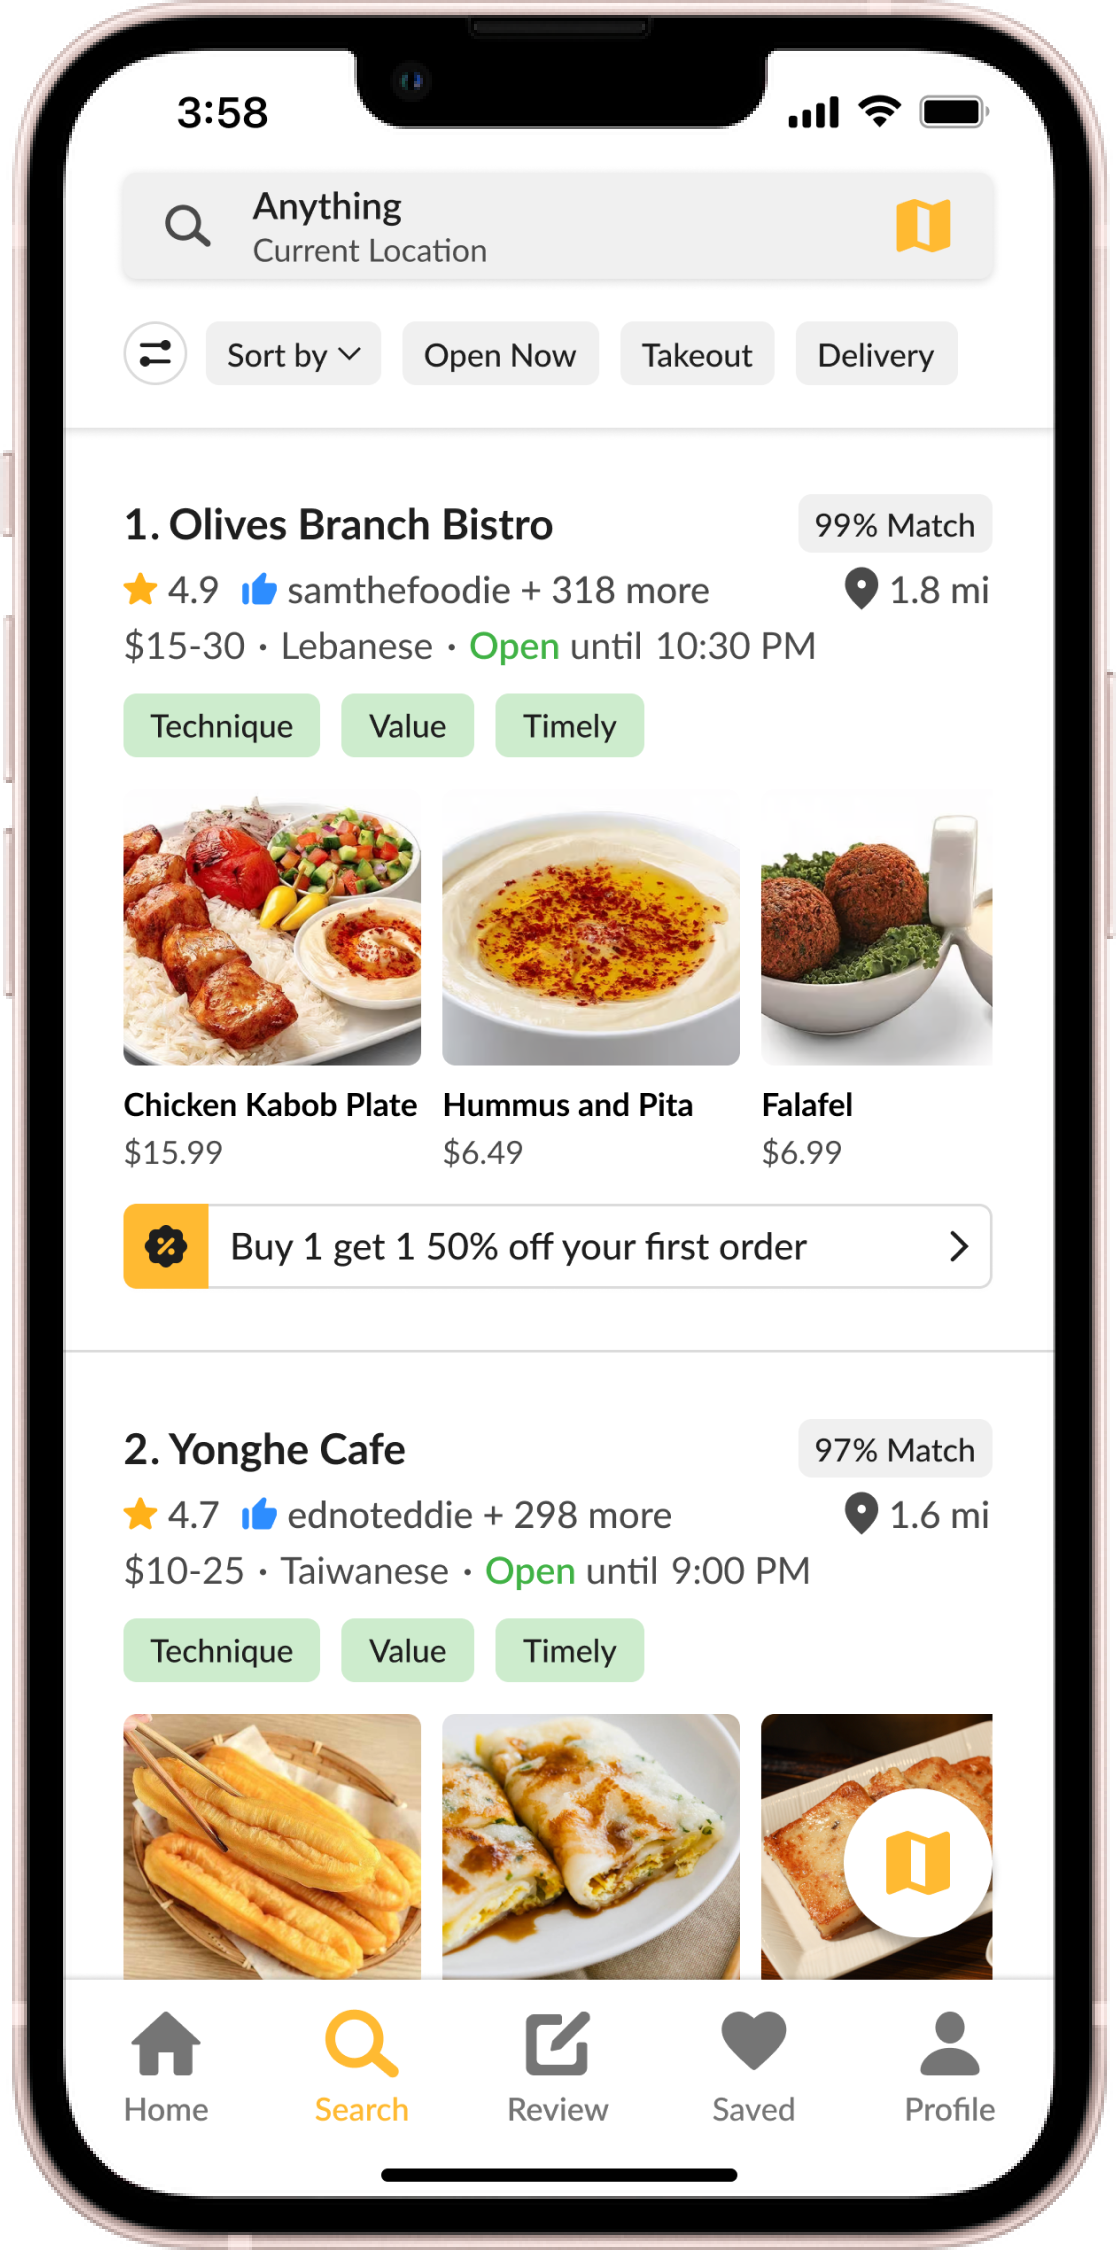 3:58
Anything
Current Location
Sort by
Open Now
Takeout
Delivery
1. Olives Branch Bistro
99% Match
4.9 samthefoodie + 318 more
1.8 mi
$15-30 · Lebanese · Open until 10:30 PM
Technique
Value
Timely
Chicken Kabob Plate
Hummus and Pita
Falafel
$15.99
$6.49
$6.99
Buy 1 get 1 50% off your first order
2. Yonghe Cafe
97% Match
4.7 ednoteddie + 298 more
1.6 mi
$10-25 · Taiwanese · Open until 9:00 PM
Technique
Value
Timely
Home
Search
Review
Saved
Profile